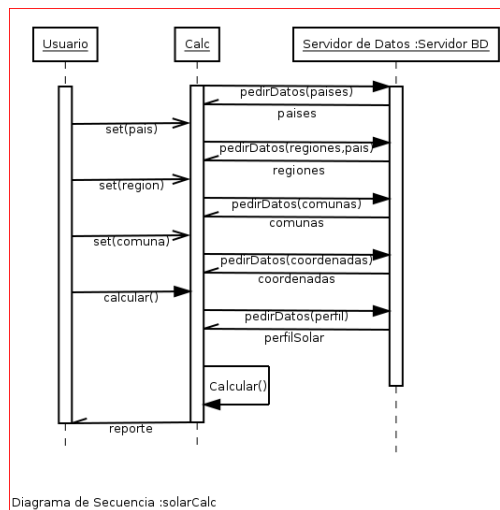 Usuario
Calc
Servidor de Datos :Servidor BD
pedirDatos(paises)
paises
set(pais)
pedirDatos(regiones,pais)
regiones
set(region)
pedirDatos(comunas)
comunas
set(comuna)
pedirDatos(coordenadas)
coordenadas
calcular()
pedirDatos(perfil)
perfilSolar
Calcular()
reporte
Diagrama de Secuencia :solarCalc